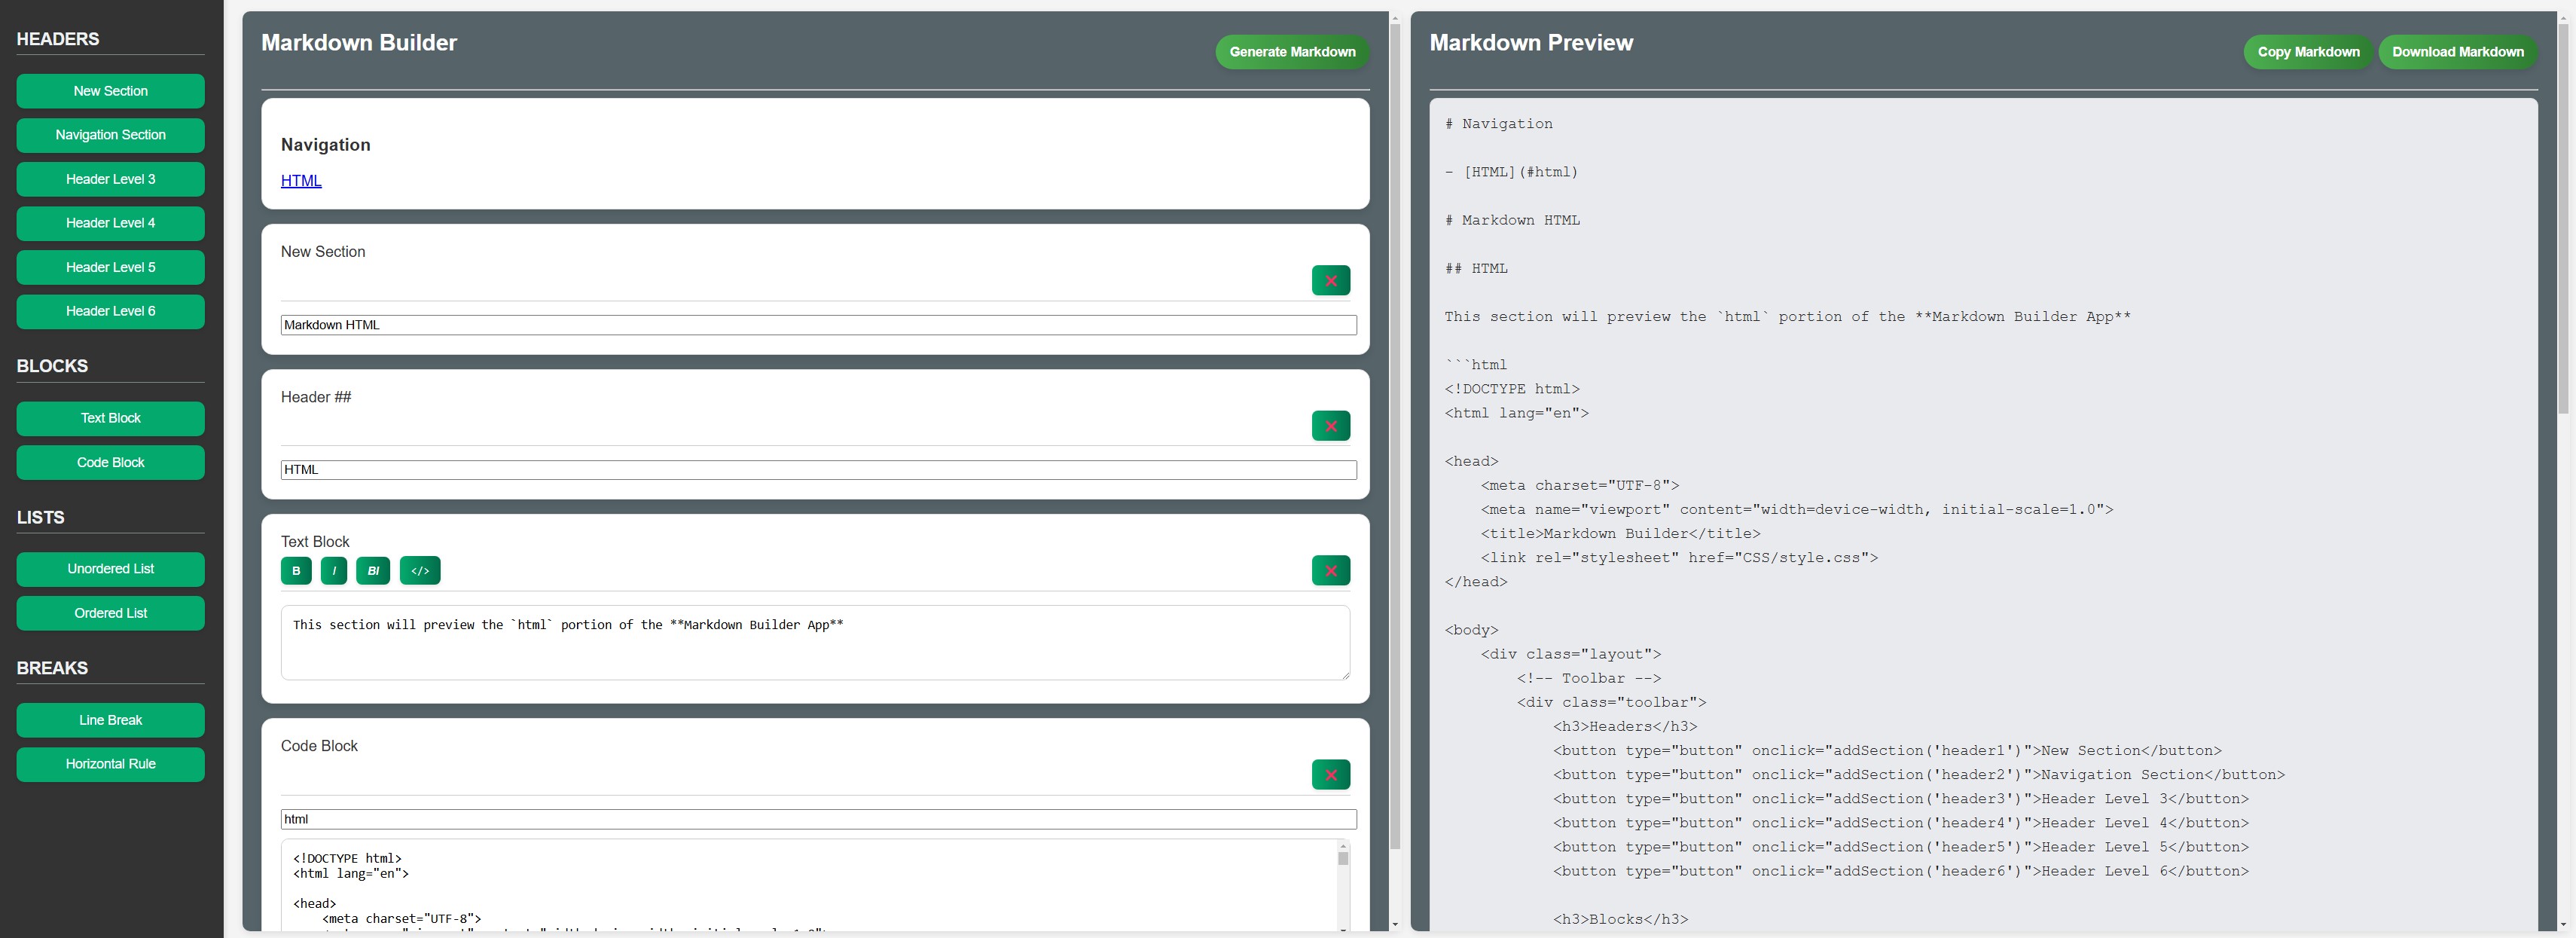 HEADERS
New Section
Navigation Section
Header Level 3
Header Level 4
Header Level 5
Header Level 6
BLOCKS
Text Block
Code Block
LISTS
Unordered List
Ordered List
BREAKS
Line Break
Horizontal Rule
Markdown Builder
Generate Markdown
Navigation
HTML
New Section
Markdown HTML
Header ##
HTML
Text Block
B I BI </>
This section will preview the `html` portion of the **Markdown Builder App**
Code Block
html
<!DOCTYPE html>
<html lang="en">
<head>
<meta charset="UTF-8">
Markdown Preview
Copy Markdown Download Markdown
# Navigation
- [HTML](#html)
# Markdown HTML
## HTML
This section will preview the `html` portion of the **Markdown Builder App**
```html
<!DOCTYPE html>
<html lang="en">
<head>
<meta charset="UTF-8">
<meta name="viewport" content="width=device-width, initial-scale=1.0">
<title>Markdown Builder</title>
<link rel="stylesheet" href="CSS/style.css">
</head>
<body>
<div class="layout">
<!-- Toolbar -->
<div class="toolbar">
<h3>Headers</h3>
<button type="button" onclick="addSection('header1')">New Section</button>
<button type="button" onclick="addSection('header2')">Navigation Section</button>
<button type="button" onclick="addSection('header3')">Header Level 3</button>
<button type="button" onclick="addSection('header4')">Header Level 4</button>
<button type="button" onclick="addSection('header5')">Header Level 5</button>
<button type="button" onclick="addSection('header6')">Header Level 6</button>
<h3>Blocks</h3>